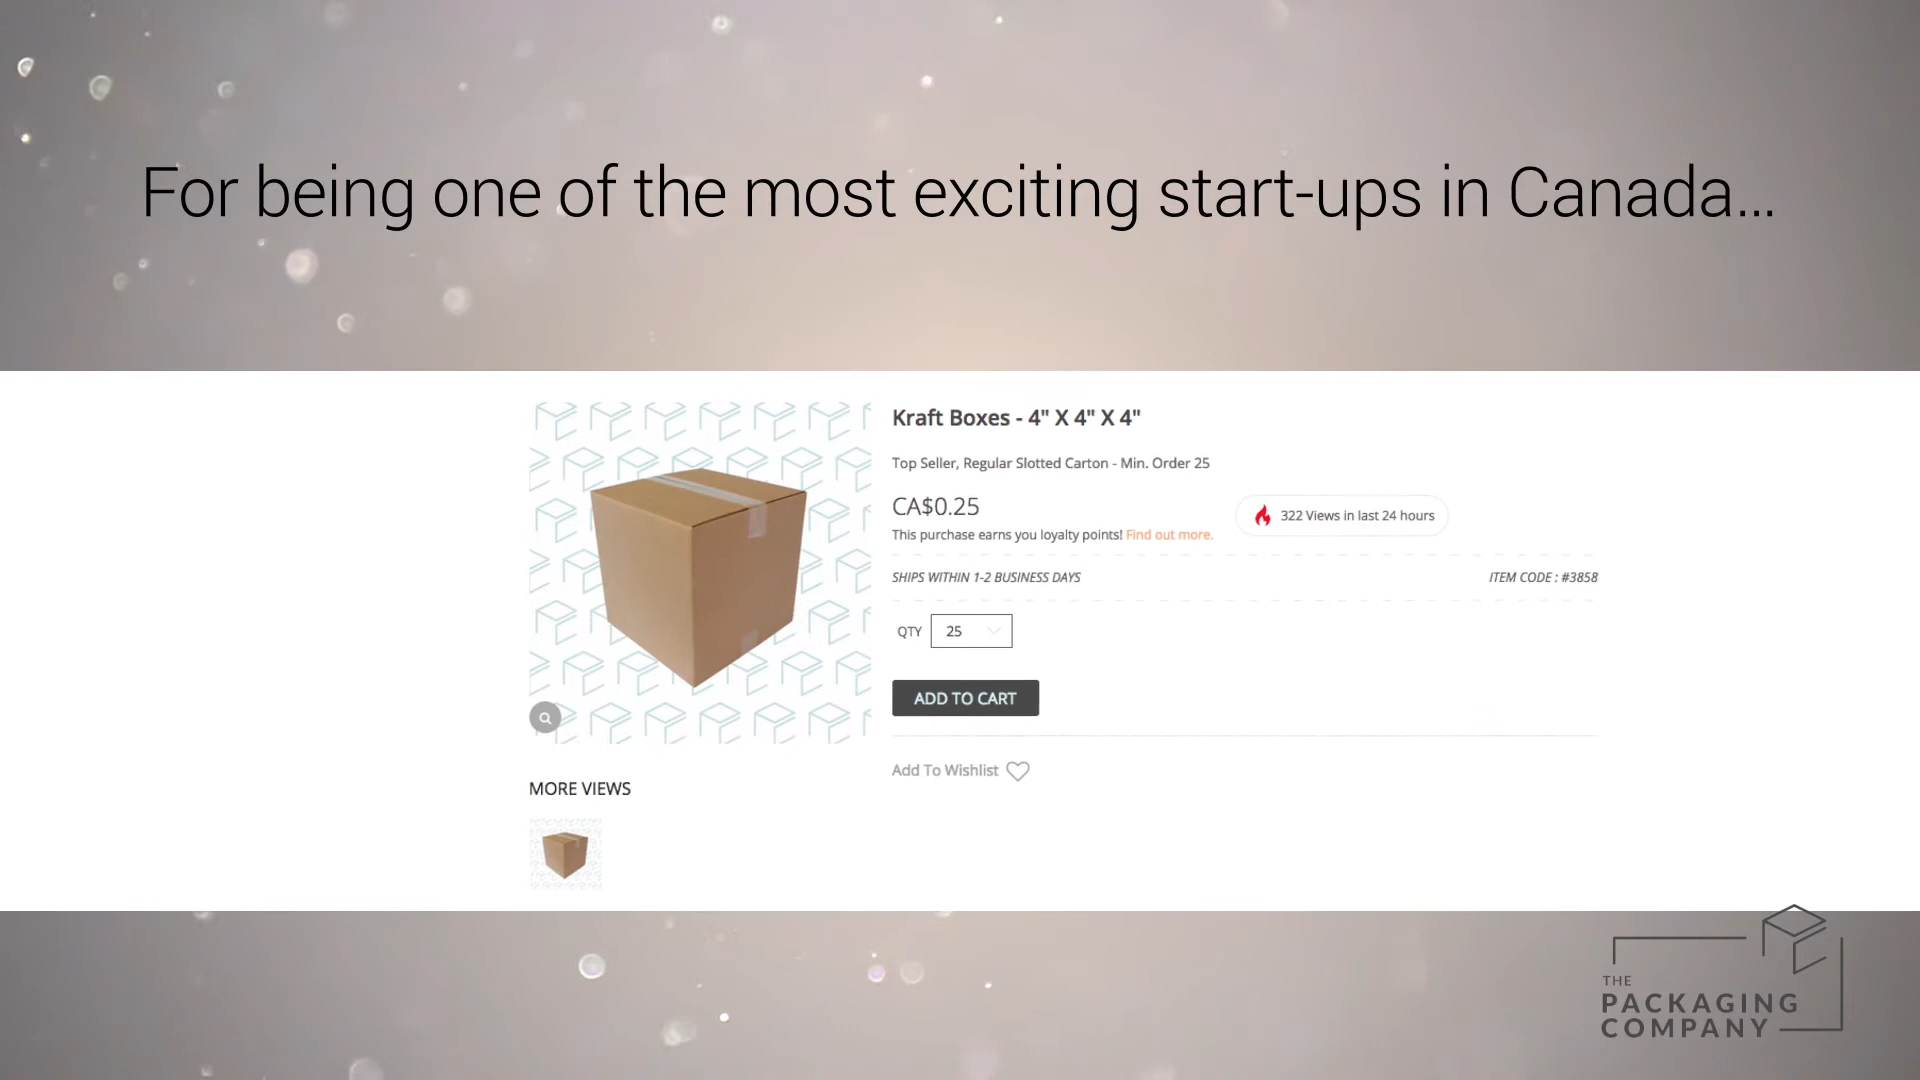 For being one of the most exciting start-ups in Canada...
Kraft Boxes - 4" X 4" X 4"
Top Seller, Regular Slotted Carton - Min. Order 25
CA$0.25
322 Views in last 24 hours
This purchase earns you loyalty points! Find out more.
SHIPS WITHIN 1-2 BUSINESS DAYS
ITEM CODE : #3858
QTY 25
ADD TO CART
Add To Wishlist
MORE VIEWS
THE
PACKAGING
COMPANY